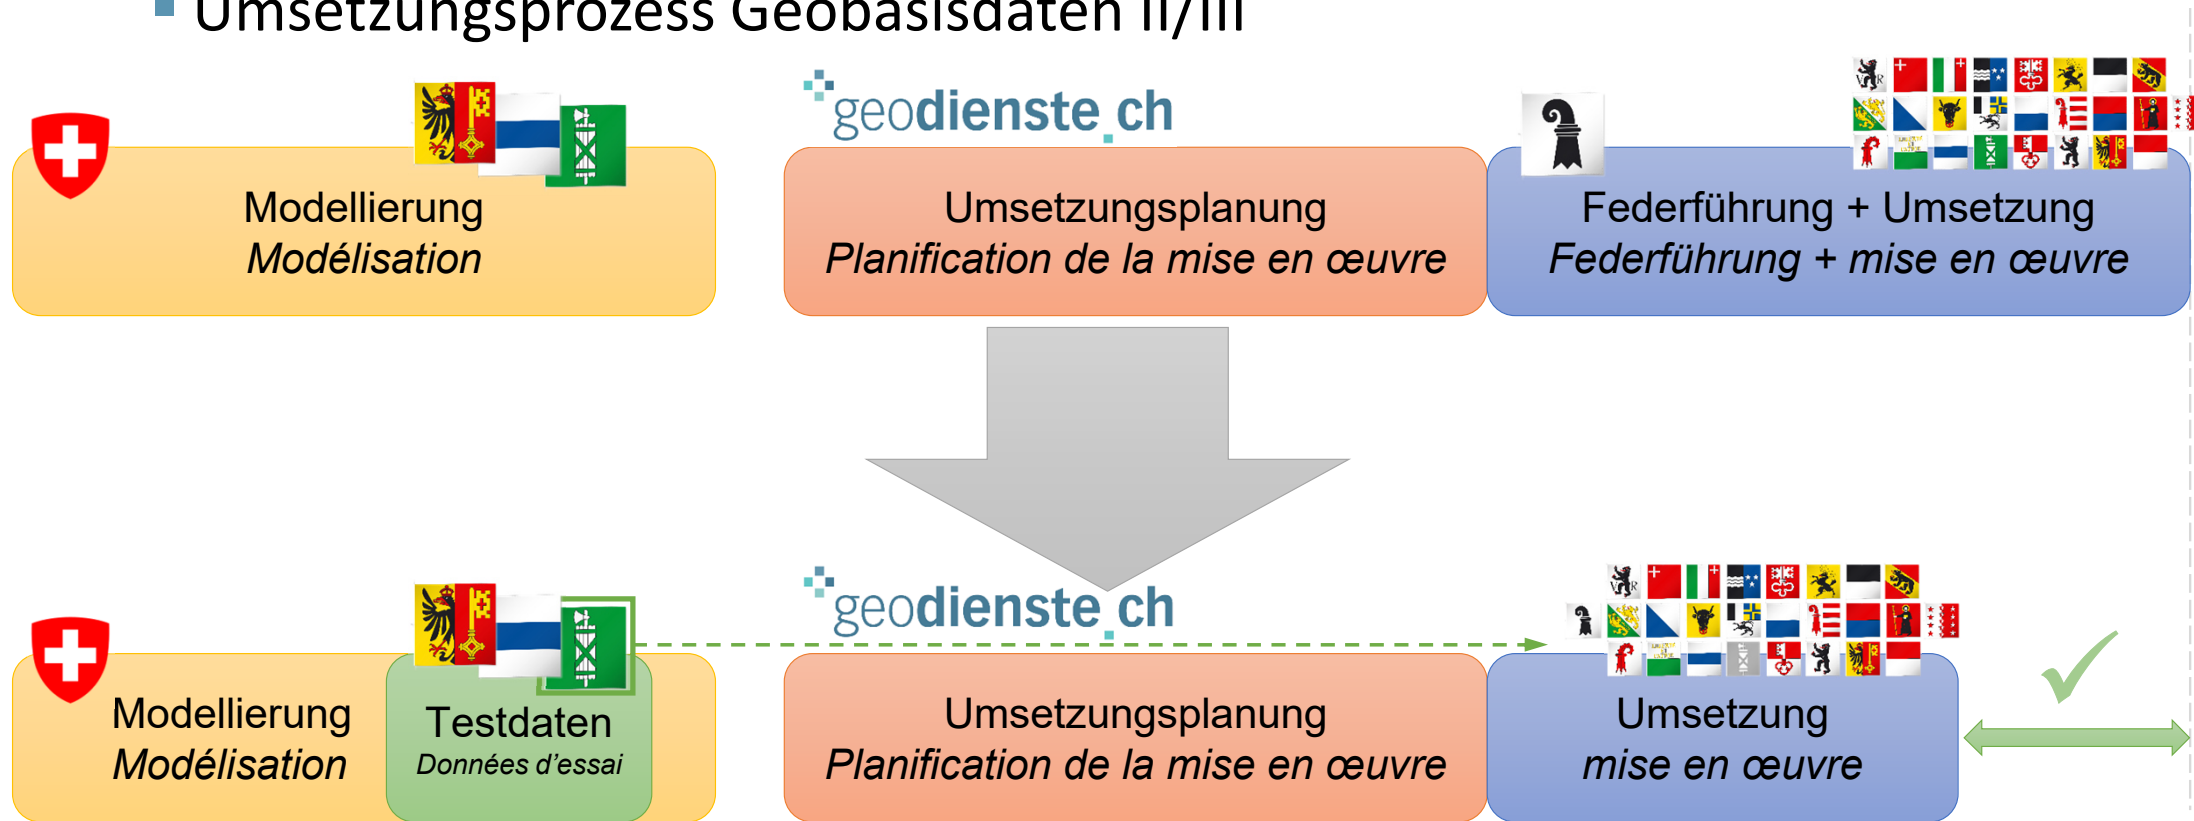 Umsetzungsprozess Geobasisdaten II/III
geodienste.ch
Modellierung
Modélisation
Umsetzungsplanung
Planification de la mise en œuvre
Federführung + Umsetzung
Federführung + mise en œuvre
geodienste.ch
Modellierung
Modélisation
Testdaten
Données d'essai
Umsetzungsplanung
Planification de la mise en œuvre
Umsetzung
mise en œuvre